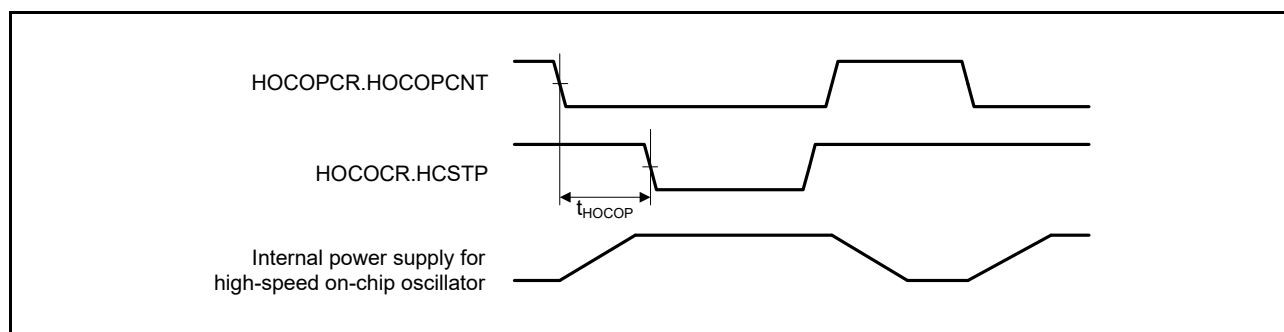 HOCOPCR.HOCOPCNT
HOCOCR.HCSTP
tHOCOP
Internal power supply for
high-speed on-chip oscillator